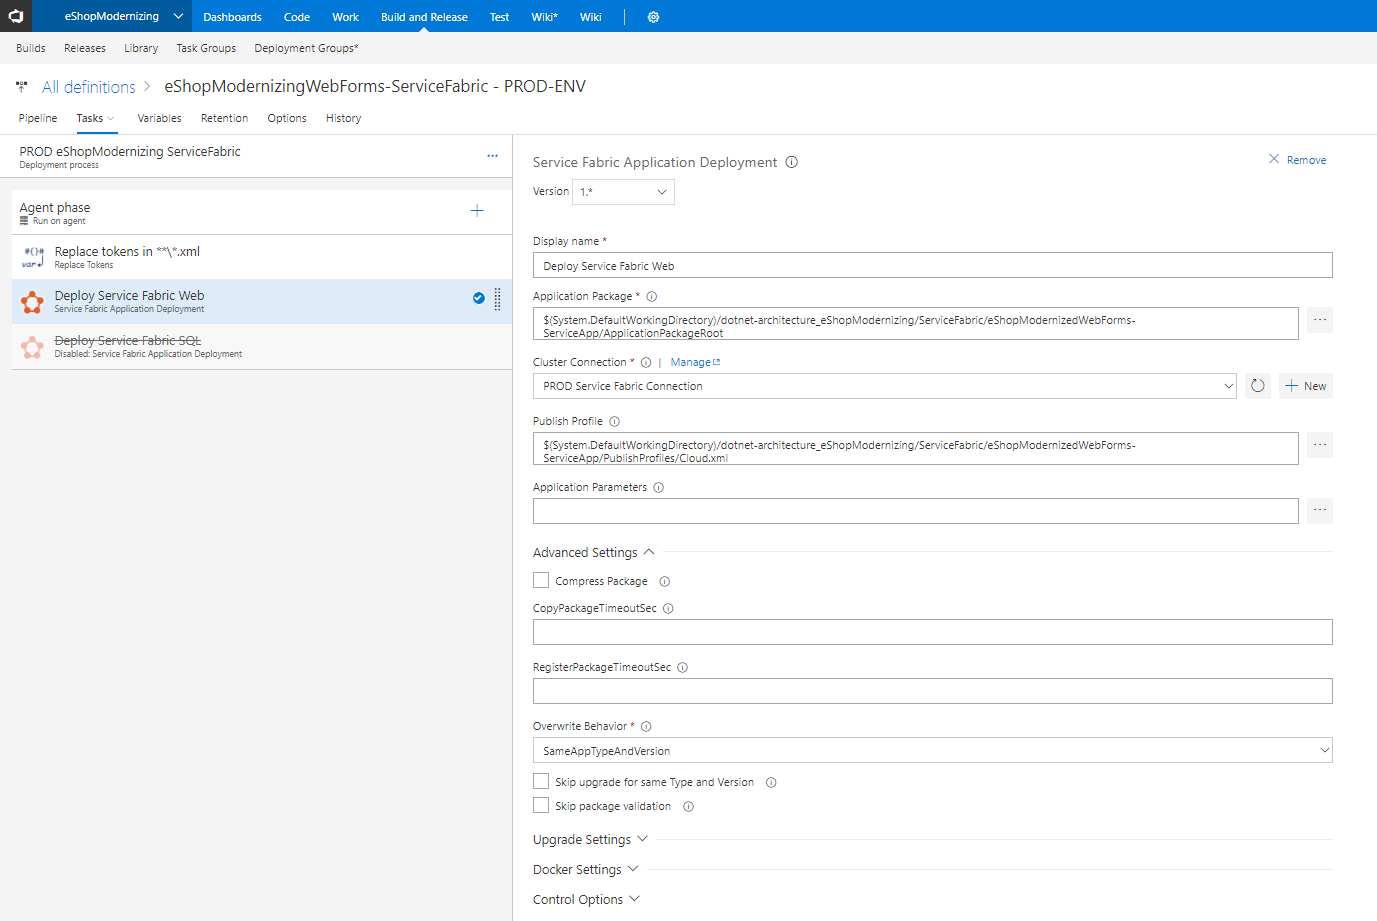 eShopModernizing Dashboards Code Work Build and Release Test Wiki* Wiki
Builds Releases Library Task Groups Deployment Groups*
All definitions > eShopModernizingWebForms-ServiceFabric - PROD-ENV
Pipeline Tasks Variables Retention Options History
PROD eShopModernizing ServiceFabric
Deployment process
...
Agent phase
Run on agent
+
#{}#
var
Replace tokens in **\*.xml
Replace Tokens
Deploy Service Fabric Web
Service Fabric Application Deployment
Deploy Service Fabric SQL
Disabled: Service Fabric Application Deployment
Service Fabric Application Deployment
Remove
Version 1.*
Display name *
Deploy Service Fabric Web
Application Package *
$(System.DefaultWorkingDirectory)/dotnet-architecture_eShopModernizing/ServiceFabric/eShopModernizedWebForms-
ServiceApp/ApplicationPackageRoot
...
Cluster Connection * | Manage
PROD Service Fabric Connection
+ New
Publish Profile
$(System.DefaultWorkingDirectory)/dotnet-architecture_eShopModernizing/ServiceFabric/eShopModernizedWebForms-
ServiceApp/PublishProfiles/Cloud.xml
...
Application Parameters
...
Advanced Settings
Compress Package
CopyPackageTimeoutSec
RegisterPackageTimeoutSec
Overwrite Behavior *
SameAppTypeAndVersion
Skip upgrade for same Type and Version
Skip package validation
Upgrade Settings
Docker Settings
Control Options